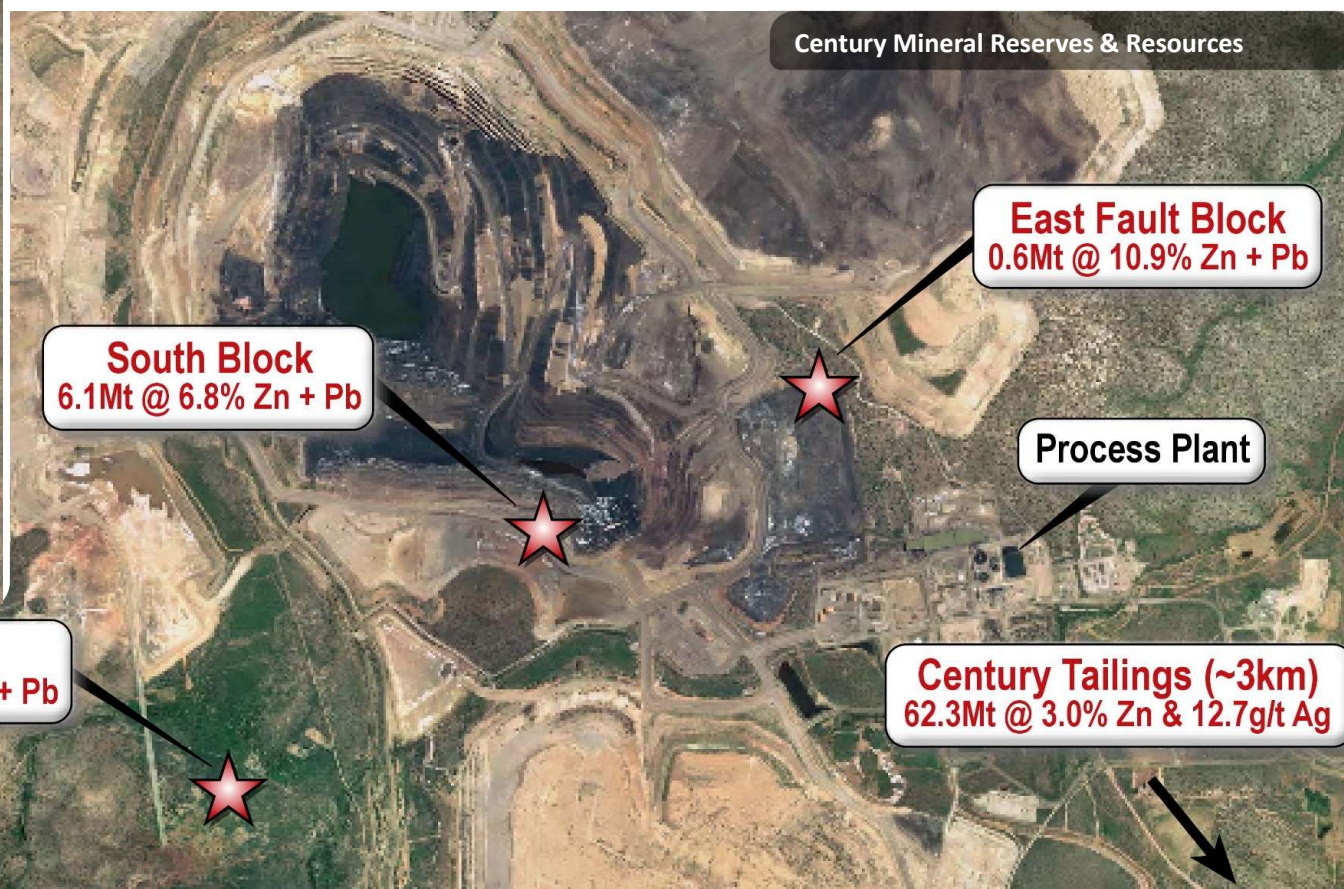 Century Mineral Reserves & Resources
East Fault Block
0.6Mt @ 10.9% Zn + Pb
South Block
6.1Mt @ 6.8% Zn + Pb
Process Plant
+ Pb
Century Tailings (~3km)
62.3Mt @ 3.0% Zn & 12.7g/t Ag